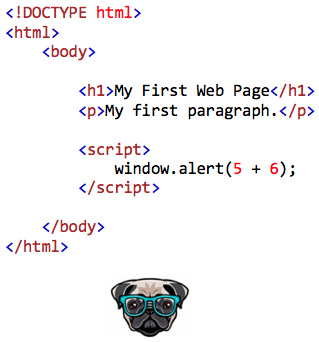 <!DOCTYPE html>
<html>
<body>
<h1>My First Web Page</h1>
<p>My first paragraph.</p>
<script>
window.alert(5 + 6);
</script>
</body>
</html>